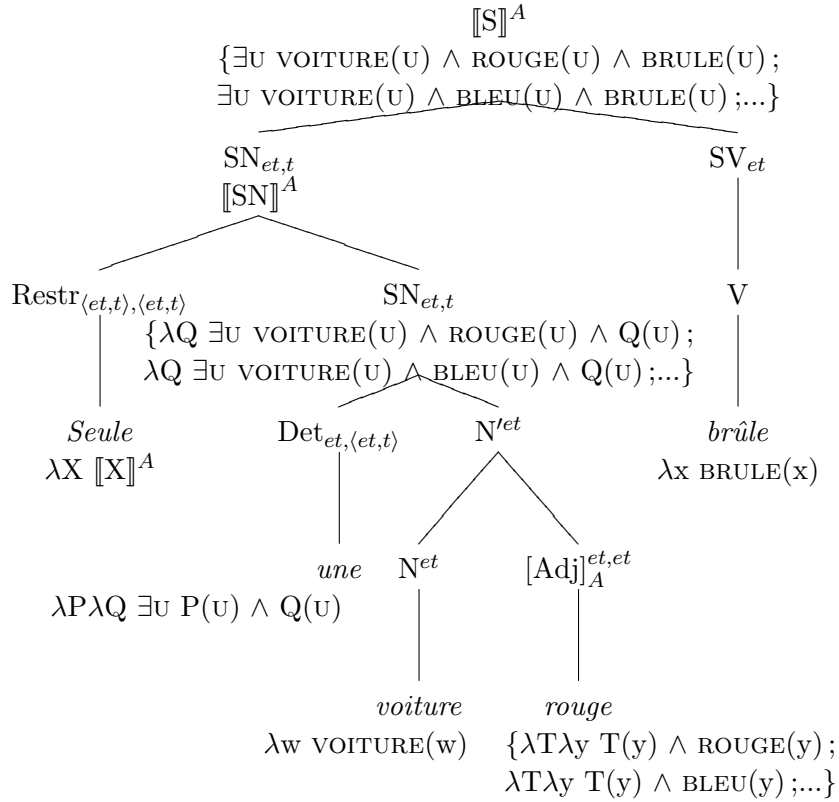 ⟦S⟧^A
{∃U VOITURE(U) ∧ ROUGE(U) ∧ BRULE(U) ;
∃U VOITURE(U) ∧ BLEU(U) ∧ BRULE(U) ;...}
SN_{et,t} SV_{et}
⟦SN⟧^A
Restr_{⟨et,t⟩,⟨et,t⟩} SN_{et,t} V
{λQ ∃U VOITURE(U) ∧ ROUGE(U) ∧ Q(U) ;
λQ ∃U VOITURE(U) ∧ BLEU(U) ∧ Q(U) ;...}
Seule Det_{et,⟨et,t⟩} N′^{et} brûle
λX ⟦X⟧^A λx BRULE(x)
une N^{et} [Adj]_A^{et,et}
λPλQ ∃U P(U) ∧ Q(U)
voiture rouge
λw VOITURE(w) {λTλy T(y) ∧ ROUGE(y) ;
λTλy T(y) ∧ BLEU(y) ;...}